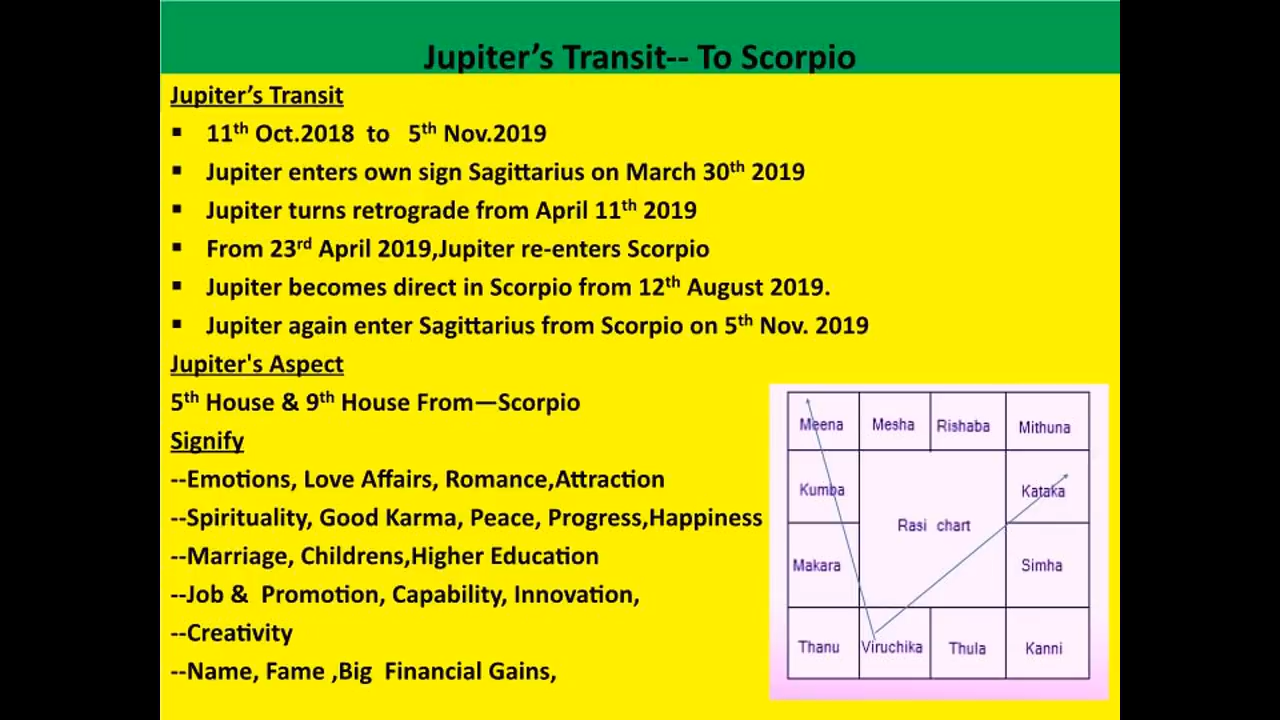 Jupiter’s Transit-- To Scorpio
Jupiter’s Transit
▪ 11th Oct.2018 to 5th Nov.2019
▪ Jupiter enters own sign Sagittarius on March 30th 2019
▪ Jupiter turns retrograde from April 11th 2019
▪ From 23rd April 2019,Jupiter re-enters Scorpio
▪ Jupiter becomes direct in Scorpio from 12th August 2019.
▪ Jupiter again enter Sagittarius from Scorpio on 5th Nov. 2019
Jupiter's Aspect
5th House & 9th House From—Scorpio
Signify
--Emotions, Love Affairs, Romance,Attraction
--Spirituality, Good Karma, Peace, Progress,Happiness
--Marriage, Childrens,Higher Education
--Job & Promotion, Capability, Innovation,
--Creativity
--Name, Fame ,Big Financial Gains,
Meena Mesha Rishaba Mithuna
Kumba Kataka
Rasi chart
Makara Simha
Thanu Viruchika Thula Kanni